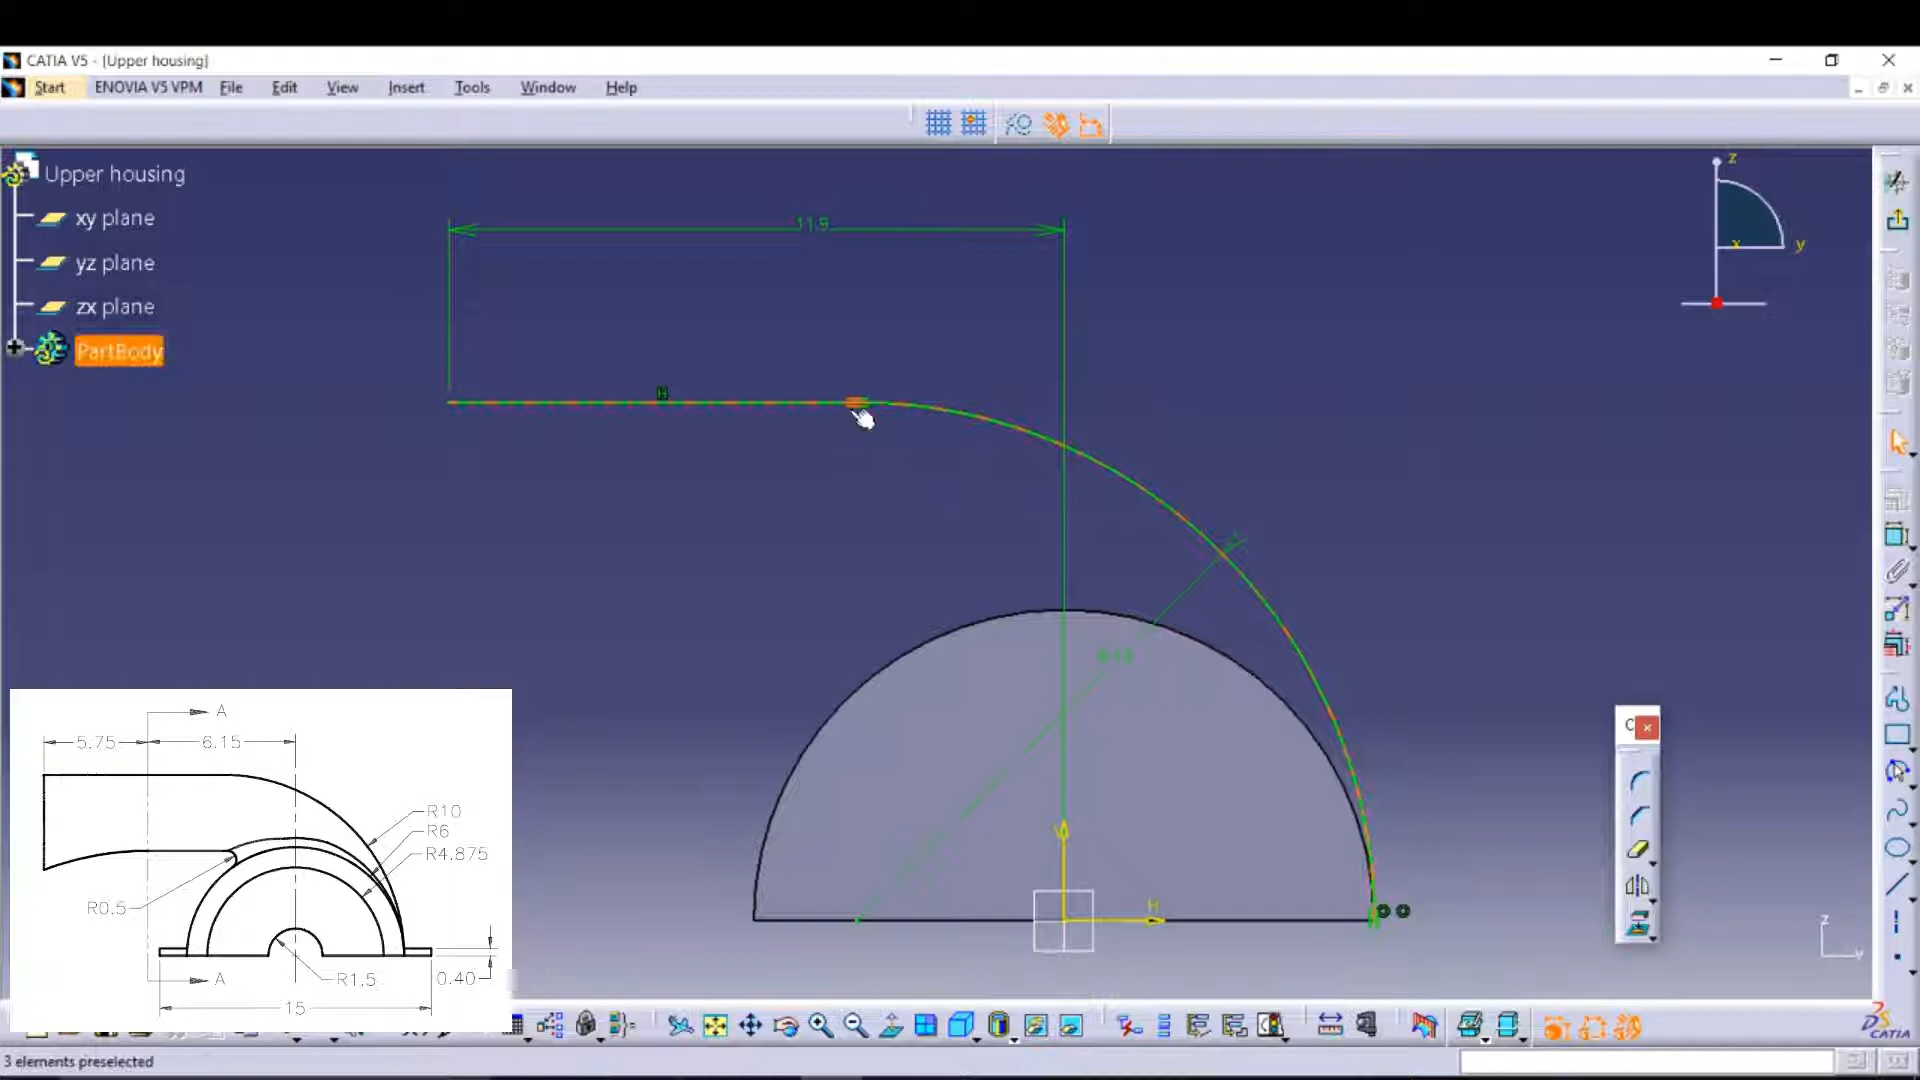 CATIA V5 - [Upper housing]
Start ENOVIA V5 VPM File Edit View Insert Tools Window Help
Upper housing
xy plane
yz plane
zx plane
PartBody
z
x
y
11.9
H
V
H
A
5.75
6.15
R10
R6
R4.875
R0.5
A
R1.5
0.40
15
C
z
y
CATIA
3 elements preselected